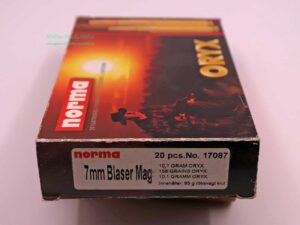 ORYX
norma
norma
20 pcs.No. 17087
7mm Blaser Mag
10,1 GRAM ORYX
156 GRAINS ORYX
10,1 GRAMM ORYX